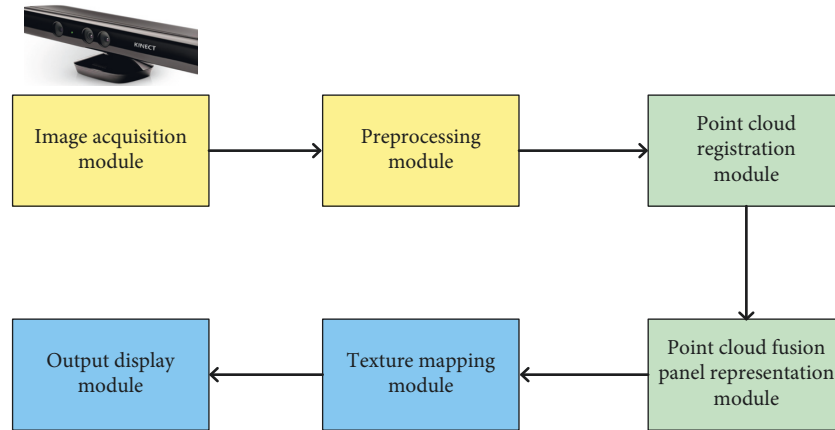 KINECT
Image acquisition
module
Preprocessing
module
Point cloud
registration
module
Output display
module
Texture mapping
module
Point cloud fusion
panel representation
module